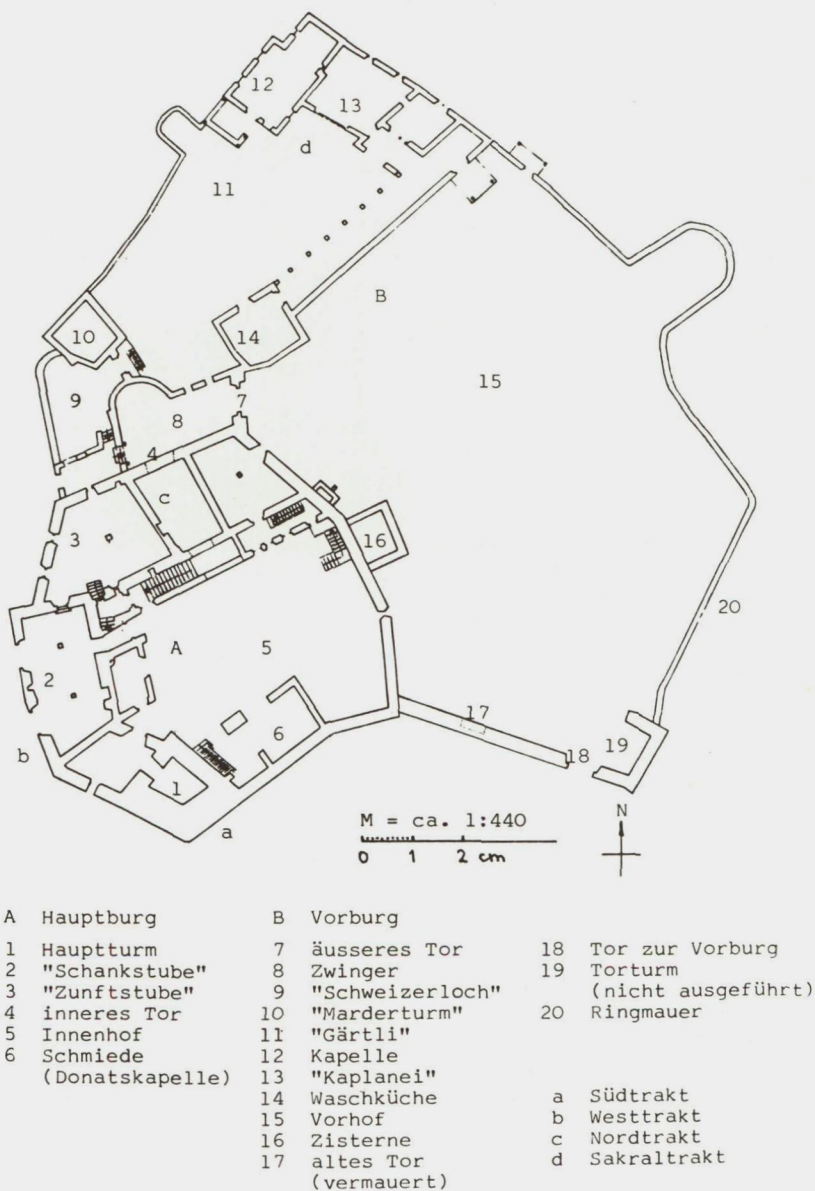 12
13
d
11
B
10
14
15
9
7
8
4
c
3
16
20
A
5
2
17
6
b
18
19
1
a
M = ca. 1:440
N
0 1 2 cm
A Hauptburg
1 Hauptturm
2 "Schankstube"
3 "Zunftstube"
4 inneres Tor
5 Innenhof
6 Schmiede
(Donatskapelle)
B Vorburg
7 äusseres Tor
8 Zwinger
9 "Schweizerloch"
10 "Marderturm"
11 "Gärtli"
12 Kapelle
13 "Kaplanei"
14 Waschküche
15 Vorhof
16 Zisterne
17 altes Tor
(vermauert)
18 Tor zur Vorburg
19 Torturm
(nicht ausgeführt)
20 Ringmauer
a Südtrakt
b Westtrakt
c Nordtrakt
d Sakraltrakt